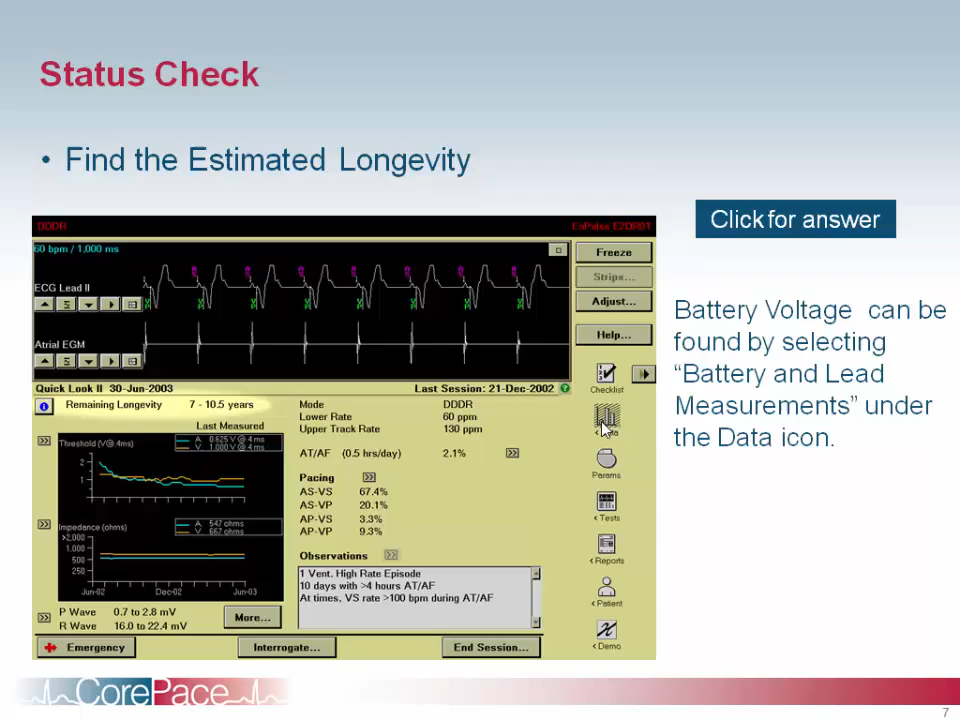 Status Check
• Find the Estimated Longevity
Click for answer
Battery Voltage can be
found by selecting
“Battery and Lead
Measurements” under
the Data icon.
DDDR
EnPulse E2DR01
60 bpm / 1,000 ms
ECG Lead II
Atrial EGM
Freeze
Strips...
Adjust...
Help...
Checklist
Params
< Tests
< Reports
< Patient
< Demo
Quick Look II 30-Jun-2003
Last Session: 21-Dec-2002
Remaining Longevity 7 - 10.5 years
Last Measured
Threshold (V@.4ms)
A. 0.625 V@.4 ms
V. 1.000 V@.4 ms
2
1
Impedance (ohms)
A. 547 ohms
V. 667 ohms
>2,000
1,000
500
250
Jun-02 Dec-02 Jun-03
P Wave 0.7 to 2.8 mV
R Wave 16.0 to 22.4 mV
More...
Mode DDDR
Lower Rate 60 ppm
Upper Track Rate 130 ppm
AT/AF (0.5 hrs/day) 2.1%
Pacing
AS-VS 67.4%
AS-VP 20.1%
AP-VS 3.3%
AP-VP 9.3%
Observations
1 Vent. High Rate Episode
10 days with >4 hours AT/AF
At times, VS rate >100 bpm during AT/AF
Emergency
Interrogate...
End Session...
CorePace
7